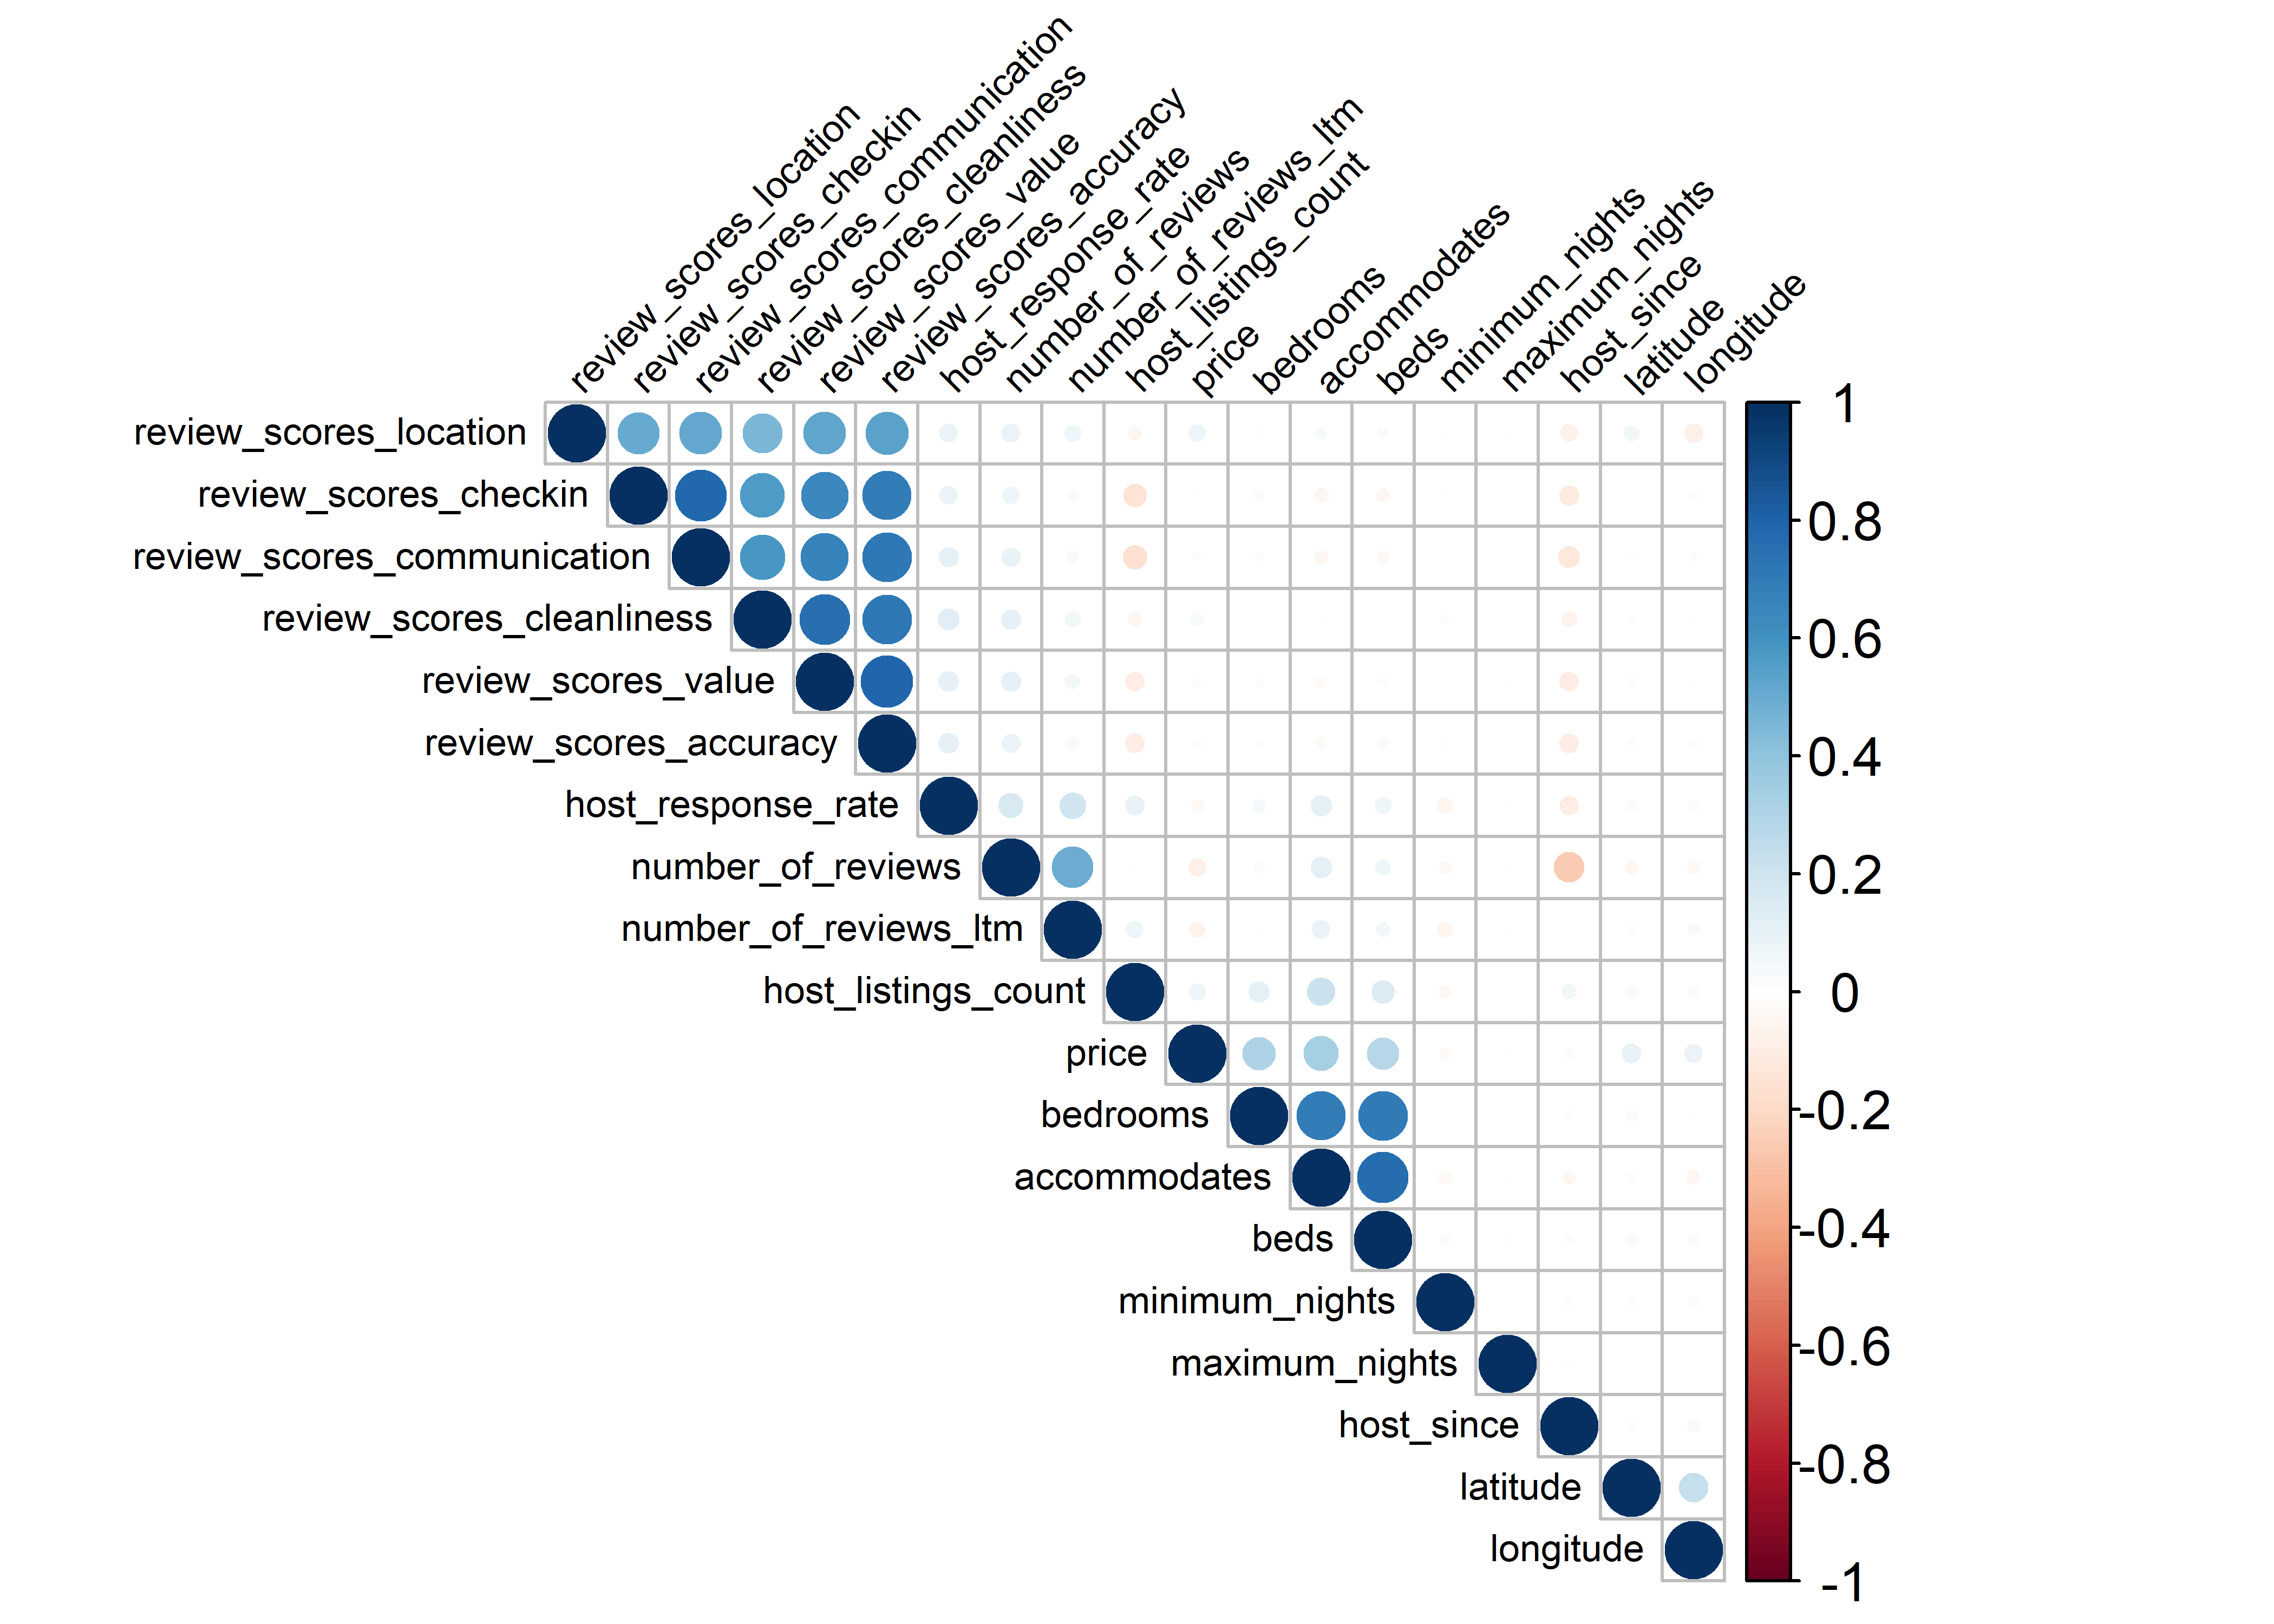 review_scores_location
review_scores_checkin
review_scores_communication
review_scores_cleanliness
review_scores_value
review_scores_accuracy
host_response_rate
number_of_reviews
number_of_reviews_ltm
host_listings_count
price
bedrooms
accommodates
beds
minimum_nights
maximum_nights
host_since
latitude
longitude
review_scores_location
review_scores_checkin
review_scores_communication
review_scores_cleanliness
review_scores_value
review_scores_accuracy
host_response_rate
number_of_reviews
number_of_reviews_ltm
host_listings_count
price
bedrooms
accommodates
beds
minimum_nights
maximum_nights
host_since
latitude
longitude
1
0.8
0.6
0.4
0.2
0
-0.2
-0.4
-0.6
-0.8
-1